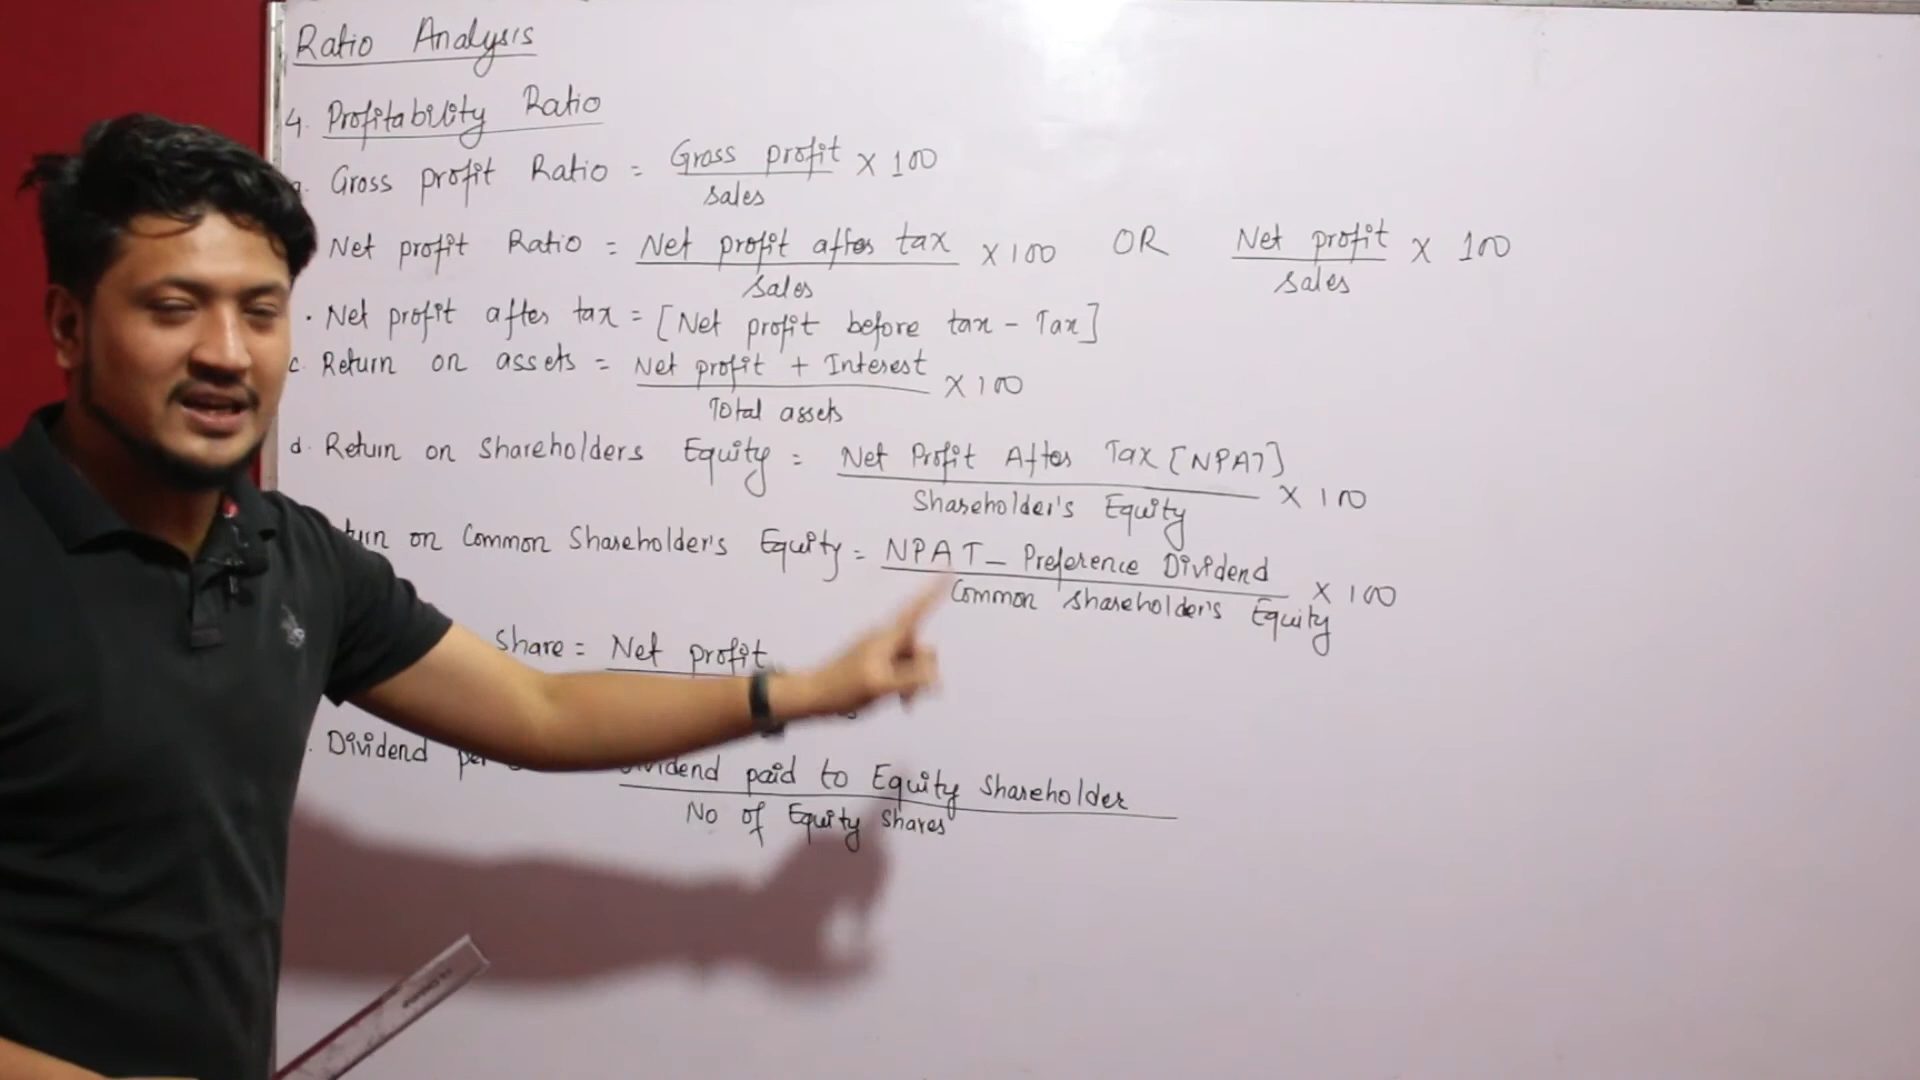 Ratio Analysis
4. Profitability Ratio
Gross profit Ratio = Gross profit / sales X 100
Net profit Ratio = Net profit after tax / sales X 100 OR Net profit / sales X 100
• Net profit after tax = [Net profit before tax - Tax]
c. Return on assets = Net profit + Interest / Total assets X 100
d. Return on Shareholders Equity = Net Profit After Tax [NPAT] / Shareholder's Equity X 100
on Common Shareholder's Equity = NPAT - Preference Dividend / Common Shareholder's Equity X 100
Share = Net profit
Dividend per
paid to Equity Shareholder
No of Equity Shares